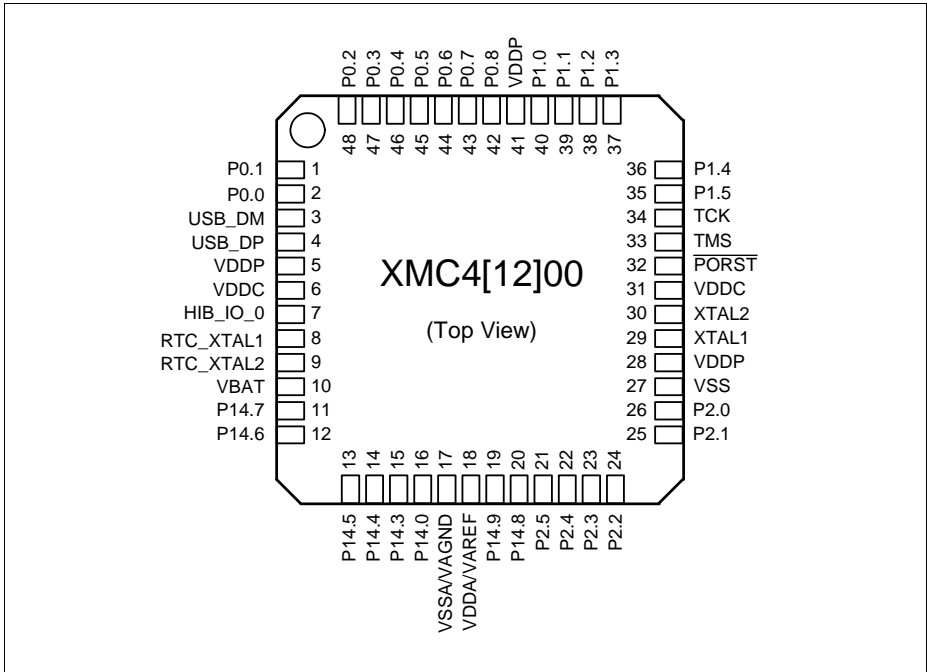 P0.2 P0.3 P0.4 P0.5 P0.6 P0.7 P0.8 VDDP P1.0 P1.1 P1.2 P1.3
48 47 46 45 44 43 42 41 40 39 38 37
P0.1 1 36 P1.4
P0.0 2 35 P1.5
USB_DM 3 34 TCK
USB_DP 4 33 TMS
VDDP 5 32 PORST
VDDC 6 31 VDDC
HIB_IO_0 7 30 XTAL2
RTC_XTAL1 8 29 XTAL1
RTC_XTAL2 9 28 VDDP
VBAT 10 27 VSS
P14.7 11 26 P2.0
P14.6 12 25 P2.1
XMC4[12]00
(Top View)
13 14 15 16 17 18 19 20 21 22 23 24
P14.5 P14.4 P14.3 P14.0 VSSA/VAGND VDDA/VAREF P14.9 P14.8 P2.5 P2.4 P2.3 P2.2